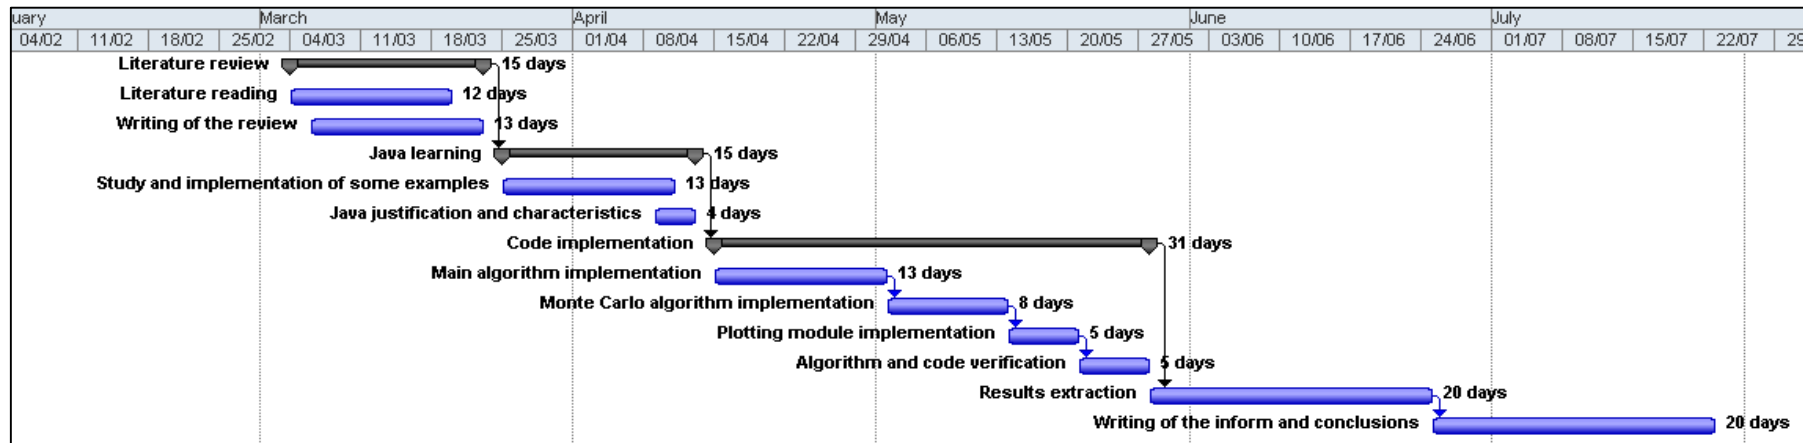 uary March April May June July
04/02 11/02 18/02 25/02 04/03 11/03 18/03 25/03 01/04 08/04 15/04 22/04 29/04 06/05 13/05 20/05 27/05 03/06 10/06 17/06 24/06 01/07 08/07 15/07 22/07 29
Literature review 15 days
Literature reading 12 days
Writing of the review 13 days
Java learning 15 days
Study and implementation of some examples 13 days
Java justification and characteristics 4 days
Code implementation 31 days
Main algorithm implementation 13 days
Monte Carlo algorithm implementation 8 days
Plotting module implementation 5 days
Algorithm and code verification 5 days
Results extraction 20 days
Writing of the inform and conclusions 20 days